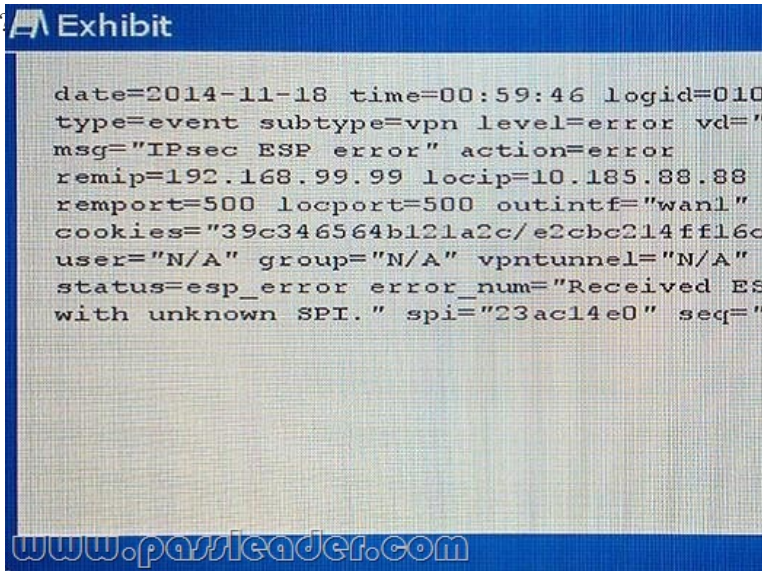 Exhibit
date=2014-11-18 time=00:59:46 logid=010
type=event subtype=vpn level=error vd="
msg="IPsec ESP error" action=error
remip=192.168.99.99 locip=10.185.88.88
remport=500 locport=500 outintf="wan1"
cookies="39c346564b121a2c/e2cbc214ff16c
user="N/A" group="N/A" vpntunnel="N/A"
status=esp_error error_num="Received ES
with unknown SPI." spi="23ac14e0" seq="
www.passleader.com